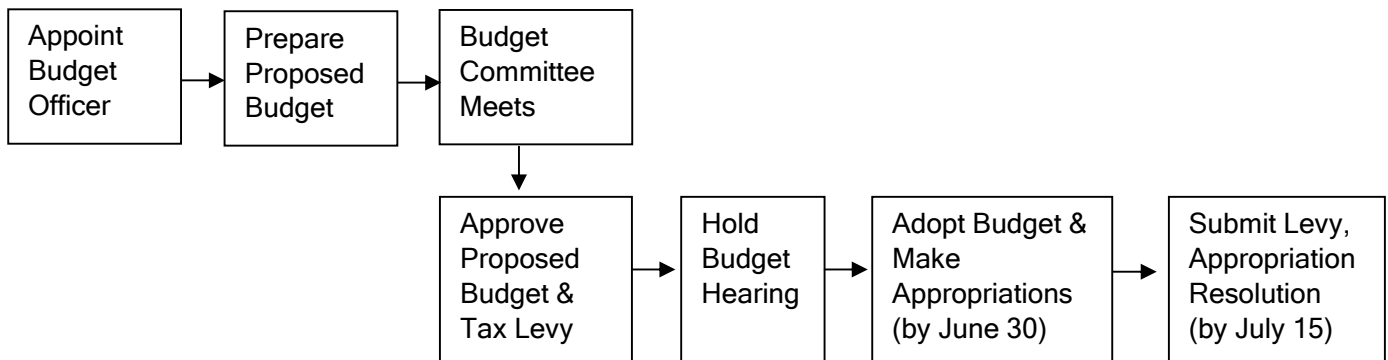 Appoint
Budget
Officer
Prepare
Proposed
Budget
Budget
Committee
Meets
Approve
Proposed
Budget &
Tax Levy
Hold
Budget
Hearing
Adopt Budget &
Make
Appropriations
(by June 30)
Submit Levy,
Appropriation
Resolution
(by July 15)